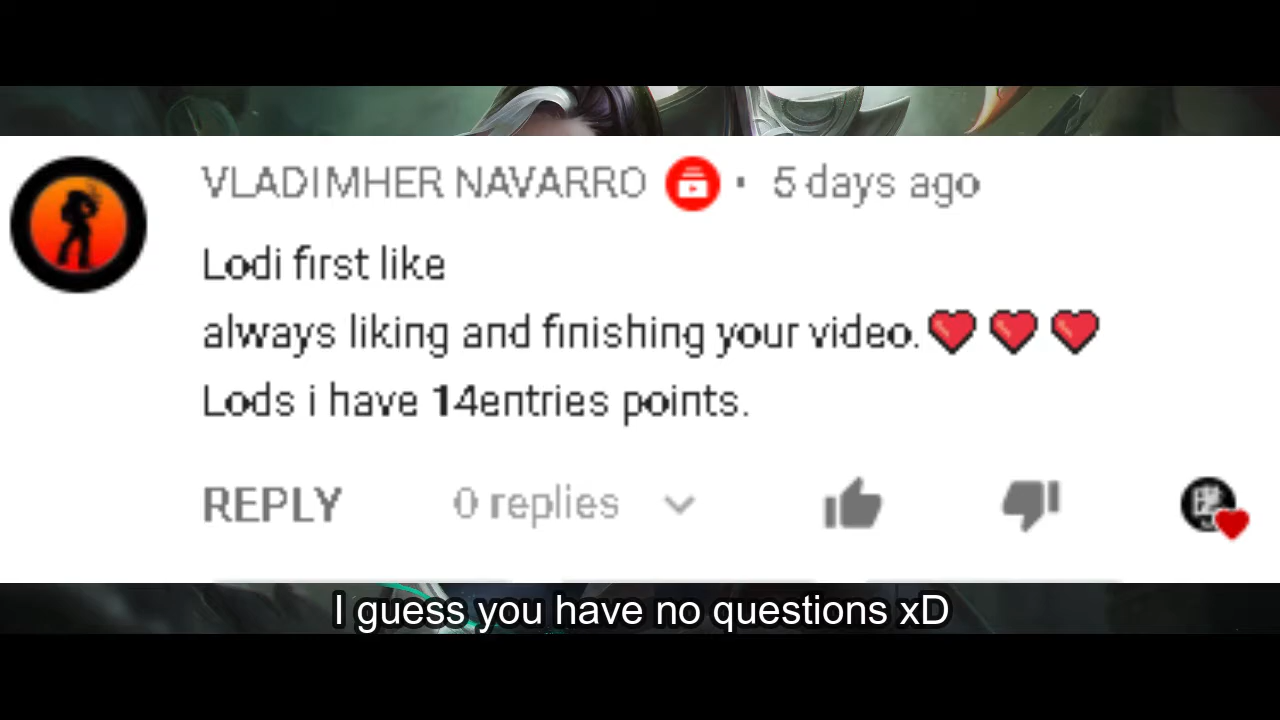 VLADIMHER NAVARRO • 5 days ago
Lodi first like
always liking and finishing your video.❤❤❤
Lods i have 14entries points.
REPLY 0 replies
I guess you have no questions xD